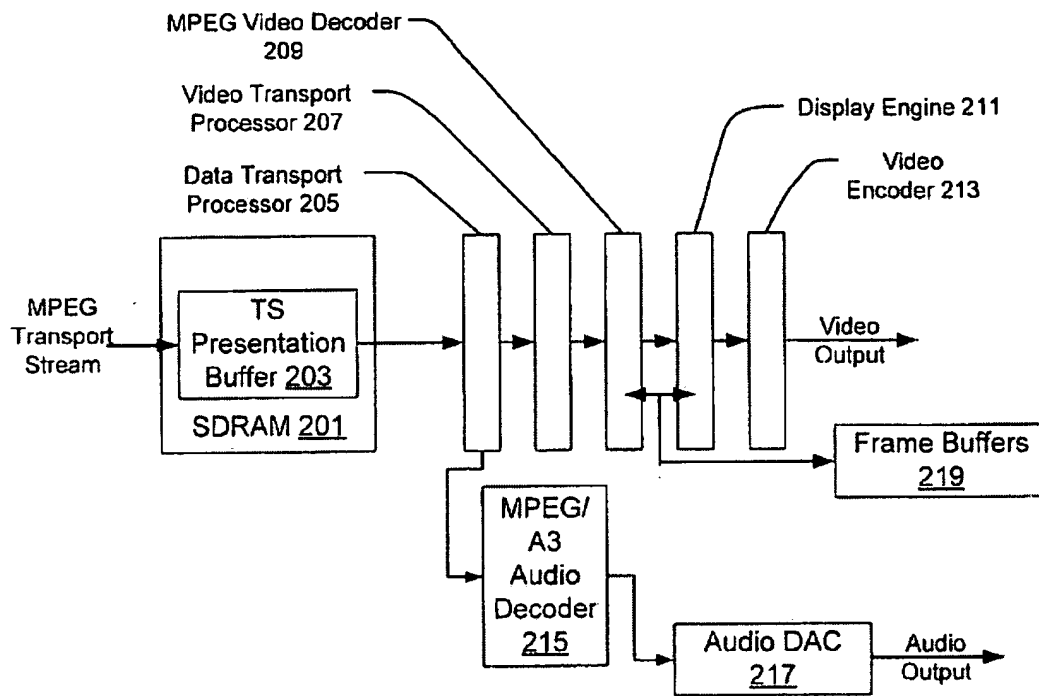 MPEG Video Decoder
209
Video Transport
Processor 207
Data Transport
Processor 205
Display Engine 211
Video
Encoder 213
MPEG
Transport
Stream
TS
Presentation
Buffer 203
SDRAM 201
Video
Output
Frame Buffers
219
MPEG/
A3
Audio
Decoder
215
Audio DAC
217
Audio
Output